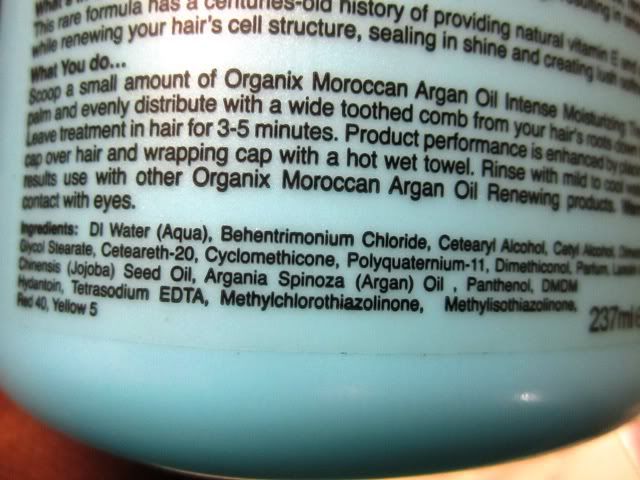 This rare formula has a centuries-old history of providing natural vitamin E
while renewing your hair's cell structure, sealing in shine and creating
What You do...
Scoop a small amount of Organix Moroccan Argan Oil Intense Moisturizing
palm and evenly distribute with a wide toothed comb from your hair's roots down
Leave treatment in hair for 3-5 minutes. Product performance is enhanced by
cap over hair and wrapping cap with a hot wet towel. Rinse with mild to cool
results use with other Organix Moroccan Argan Oil Renewing products.
contact with eyes.
Ingredients: DI Water (Aqua), Behentrimonium Chloride, Cetearyl Alcohol, Cetyl Alcohol,
Glycol Stearate, Ceteareth-20, Cyclomethicone, Polyquaternium-11, Dimethiconol, Parfum,
Chinensis (Jojoba) Seed Oil, Argania Spinoza (Argan) Oil , Panthenol, DMDM
Hydantoin, Tetrasodium EDTA, Methylchlorothiazolinone, Methylisothiazolinone,
Red 40, Yellow 5
237ml